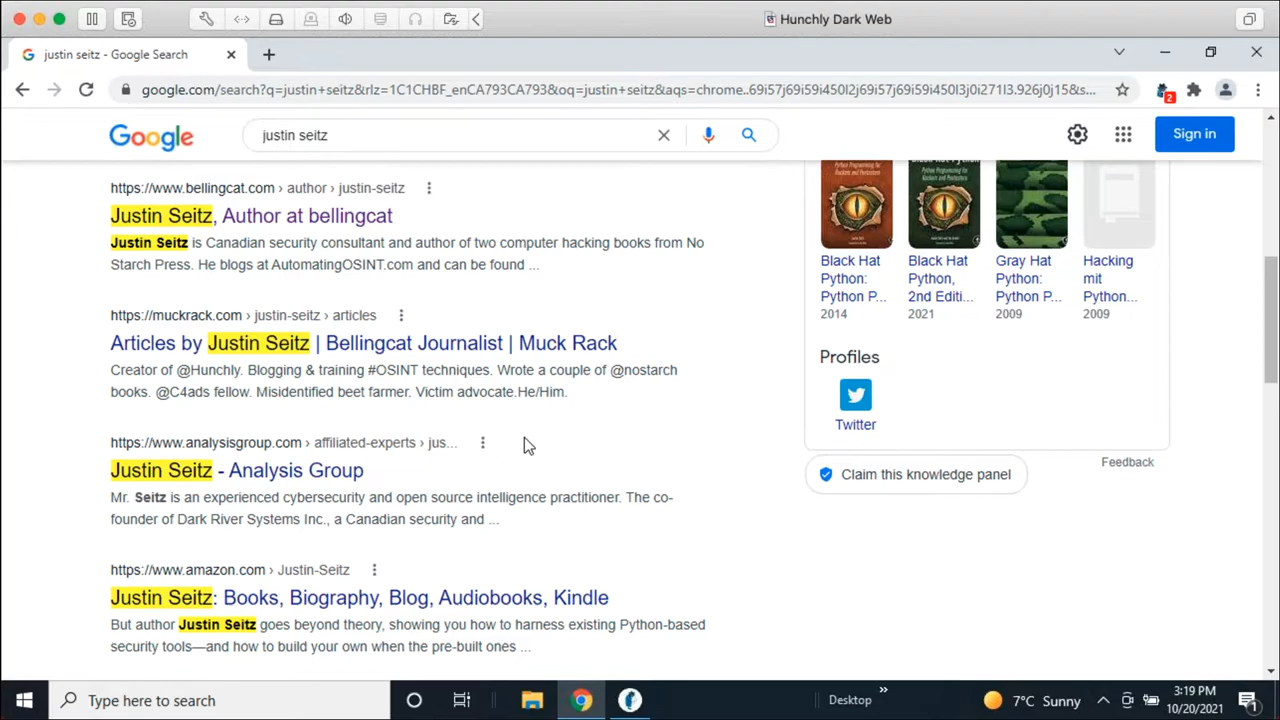 Hunchly Dark Web
justin seitz - Google Search
google.com/search?q=justin+seitz&rlz=1C1CHBF_enCA793CA793&oq=justin+seitz&aqs=chrome..69i57j69i59i450l2j69i57j69i59i450l3j0i271l3.926j0j15&s...
2
Google
justin seitz
Sign in
https://www.bellingcat.com › author › justin-seitz
Justin Seitz, Author at bellingcat
Justin Seitz is Canadian security consultant and author of two computer hacking books from No
Starch Press. He blogs at AutomatingOSINT.com and can be found ...
https://muckrack.com › justin-seitz › articles
Articles by Justin Seitz | Bellingcat Journalist | Muck Rack
Creator of @Hunchly. Blogging & training #OSINT techniques. Wrote a couple of @nostarch
books. @C4ads fellow. Misidentified beet farmer. Victim advocate.He/Him.
https://www.analysisgroup.com › affiliated-experts › jus...
Justin Seitz - Analysis Group
Mr. Seitz is an experienced cybersecurity and open source intelligence practitioner. The co-
founder of Dark River Systems Inc., a Canadian security and ...
https://www.amazon.com › Justin-Seitz
Justin Seitz: Books, Biography, Blog, Audiobooks, Kindle
But author Justin Seitz goes beyond theory, showing you how to harness existing Python-based
security tools—and how to build your own when the pre-built ones ...
Black Hat
Python:
Python P...
2014
Black Hat
Python,
2nd Editi...
2021
Gray Hat
Python:
Python P...
2009
Hacking
mit
Python...
2009
Profiles
Twitter
Feedback
Claim this knowledge panel
Type here to search
Desktop
7°C Sunny
3:19 PM
10/20/2021
1